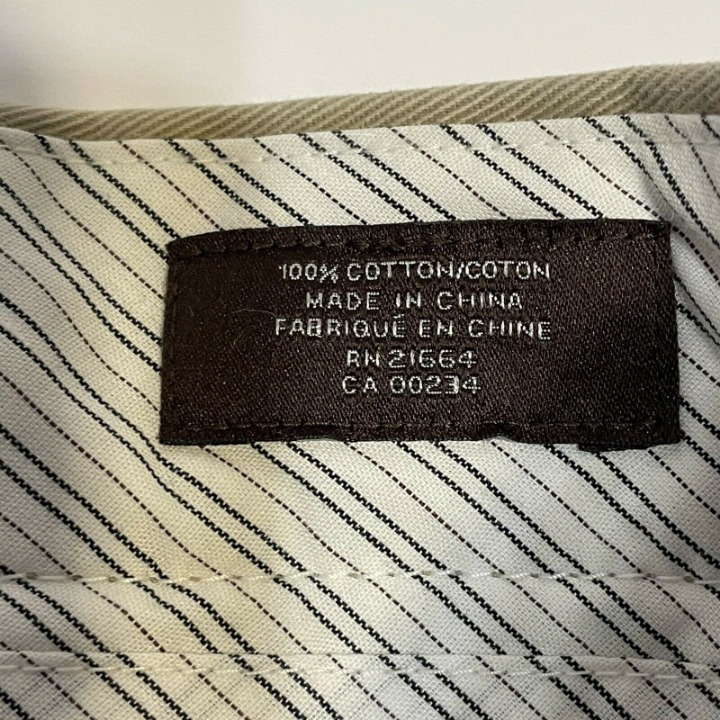 100% COTTON/COTON
MADE IN CHINA
FABRIQUÉ EN CHINE
RN 21664
CA 00234